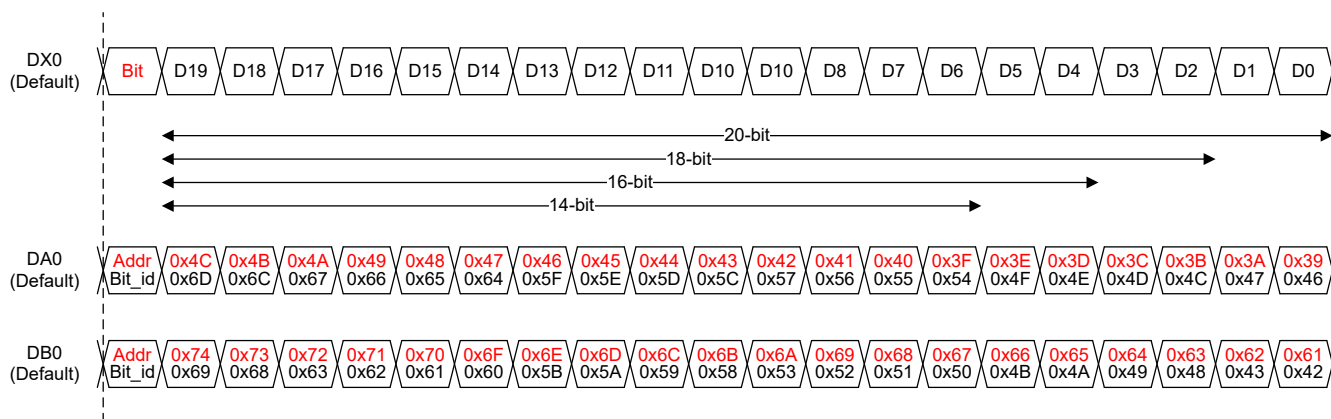 DX0
(Default)
Bit D19 D18 D17 D16 D15 D14 D13 D12 D11 D10 D10 D8 D7 D6 D5 D4 D3 D2 D1 D0
20-bit
18-bit
16-bit
14-bit
DA0
(Default)
Addr 0x4C 0x4B 0x4A 0x49 0x48 0x47 0x46 0x45 0x44 0x43 0x42 0x41 0x40 0x3F 0x3E 0x3D 0x3C 0x3B 0x3A 0x39
Bit_id 0x6D 0x6C 0x67 0x66 0x65 0x64 0x5F 0x5E 0x5D 0x5C 0x57 0x56 0x55 0x54 0x4F 0x4E 0x4D 0x4C 0x47 0x46
DB0
(Default)
Addr 0x74 0x73 0x72 0x71 0x70 0x6F 0x6E 0x6D 0x6C 0x6B 0x6A 0x69 0x68 0x67 0x66 0x65 0x64 0x63 0x62 0x61
Bit_id 0x69 0x68 0x63 0x62 0x61 0x60 0x5B 0x5A 0x59 0x58 0x53 0x52 0x51 0x50 0x4B 0x4A 0x49 0x48 0x43 0x42